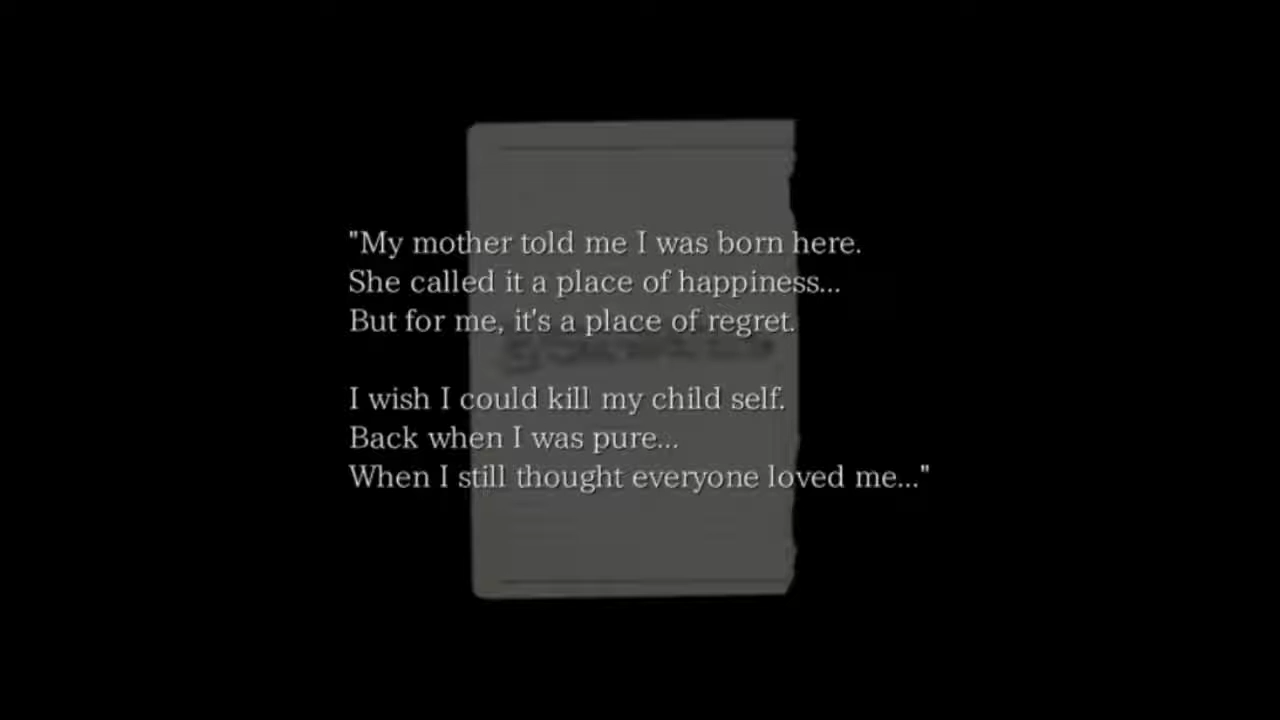 "My mother told me I was born here.
She called it a place of happiness...
But for me, it's a place of regret.
I wish I could kill my child self.
Back when I was pure...
When I still thought everyone loved me..."